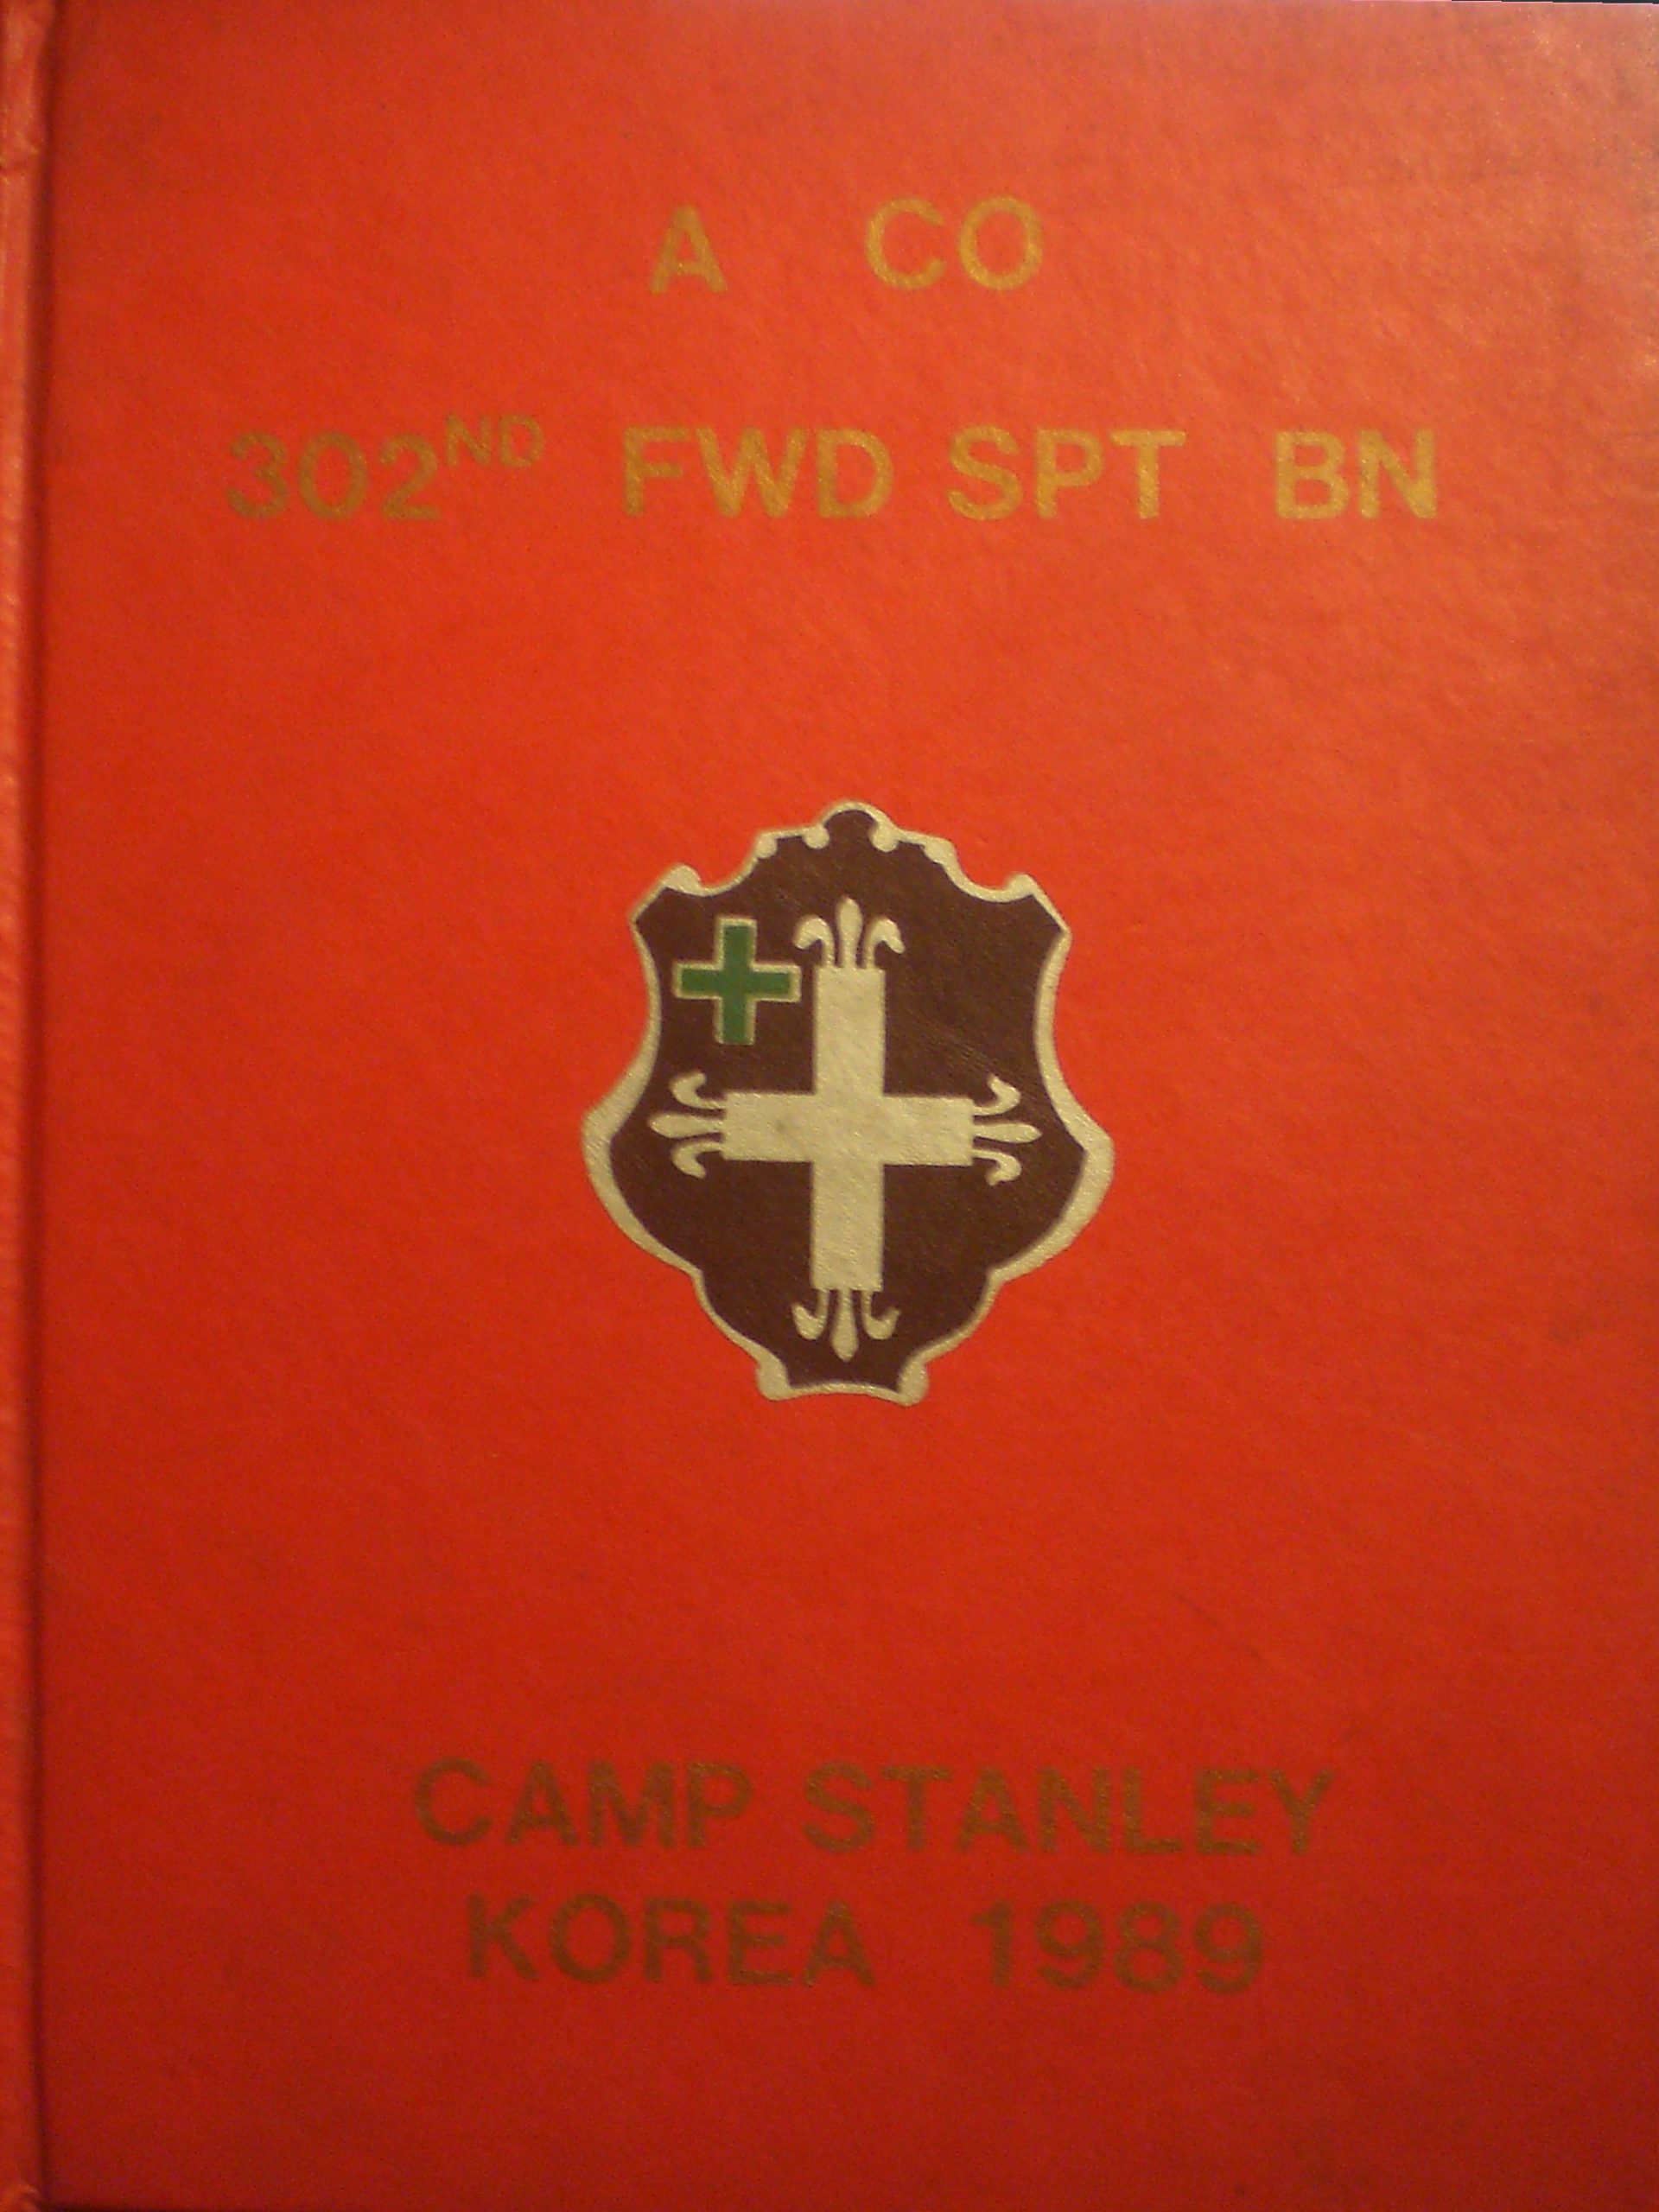 A CO
302ND FWD SPT BN
CAMP STANLEY
KOREA 1989